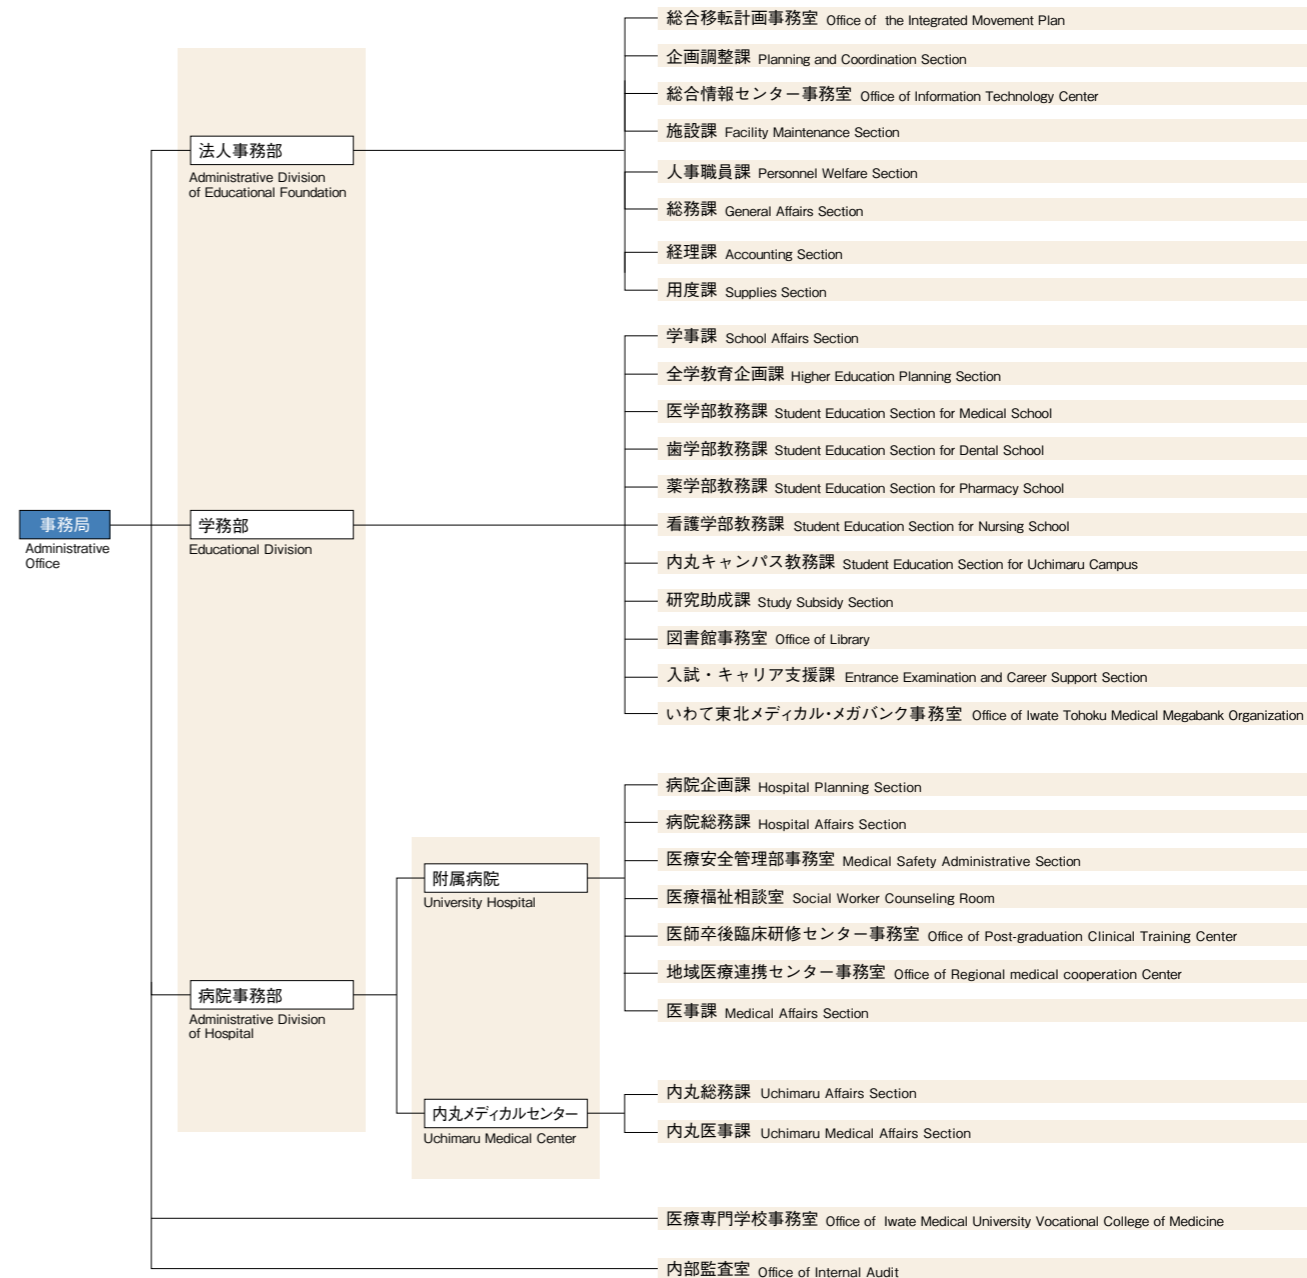 事務局
Administrative
Office
法人事務部
Administrative Division
of Educational Foundation
総合移転計画事務室 Office of the Integrated Movement Plan
企画調整課 Planning and Coordination Section
総合情報センター事務室 Office of Information Technology Center
施設課 Facility Maintenance Section
人事職員課 Personnel Welfare Section
総務課 General Affairs Section
経理課 Accounting Section
用度課 Supplies Section
学務部
Educational Division
学事課 School Affairs Section
全学教育企画課 Higher Education Planning Section
医学部教務課 Student Education Section for Medical School
歯学部教務課 Student Education Section for Dental School
薬学部教務課 Student Education Section for Pharmacy School
看護学部教務課 Student Education Section for Nursing School
内丸キャンパス教務課 Student Education Section for Uchimaru Campus
研究助成課 Study Subsidy Section
図書館事務室 Office of Library
入試・キャリア支援課 Entrance Examination and Career Support Section
いわて東北メディカル・メガバンク事務室 Office of Iwate Tohoku Medical Megabank Organization
病院事務部
Administrative Division
of Hospital
附属病院
University Hospital
病院企画課 Hospital Planning Section
病院総務課 Hospital Affairs Section
医療安全管理部事務室 Medical Safety Administrative Section
医療福祉相談室 Social Worker Counseling Room
医師卒後臨床研修センター事務室 Office of Post-graduation Clinical Training Center
地域医療連携センター事務室 Office of Regional medical cooperation Center
医事課 Medical Affairs Section
内丸メディカルセンター
Uchimaru Medical Center
内丸総務課 Uchimaru Affairs Section
内丸医事課 Uchimaru Medical Affairs Section
医療専門学校事務室 Office of Iwate Medical University Vocational College of Medicine
内部監査室 Office of Internal Audit